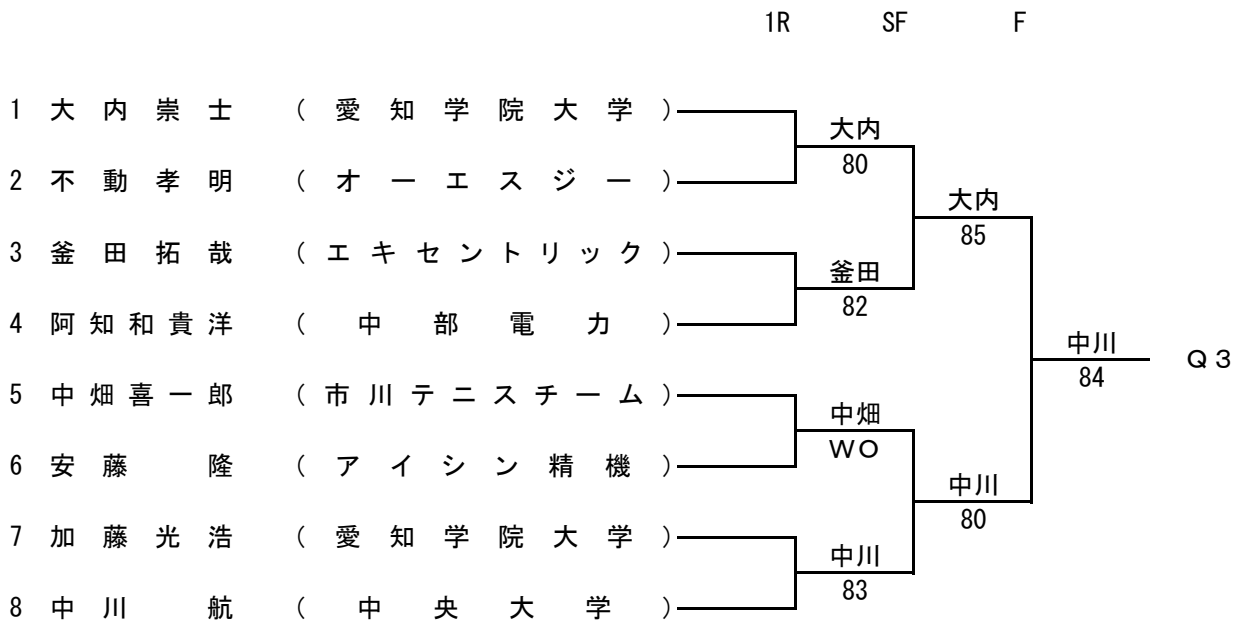 1R SF F
1 大内崇士 (愛知学院大学)
大内
80
2 不動孝明 (オーエスジー)
大内
85
3 釜田拓哉 (エキセントリック)
釜田
82
4 阿知和貴洋 (中部電力)
中川 Q3
84
5 中畑喜一郎 (市川テニスチーム)
中畑
WO
6 安藤 隆 (アイシン精機)
中川
80
7 加藤光浩 (愛知学院大学)
中川
83
8 中川 航 (中央大学)